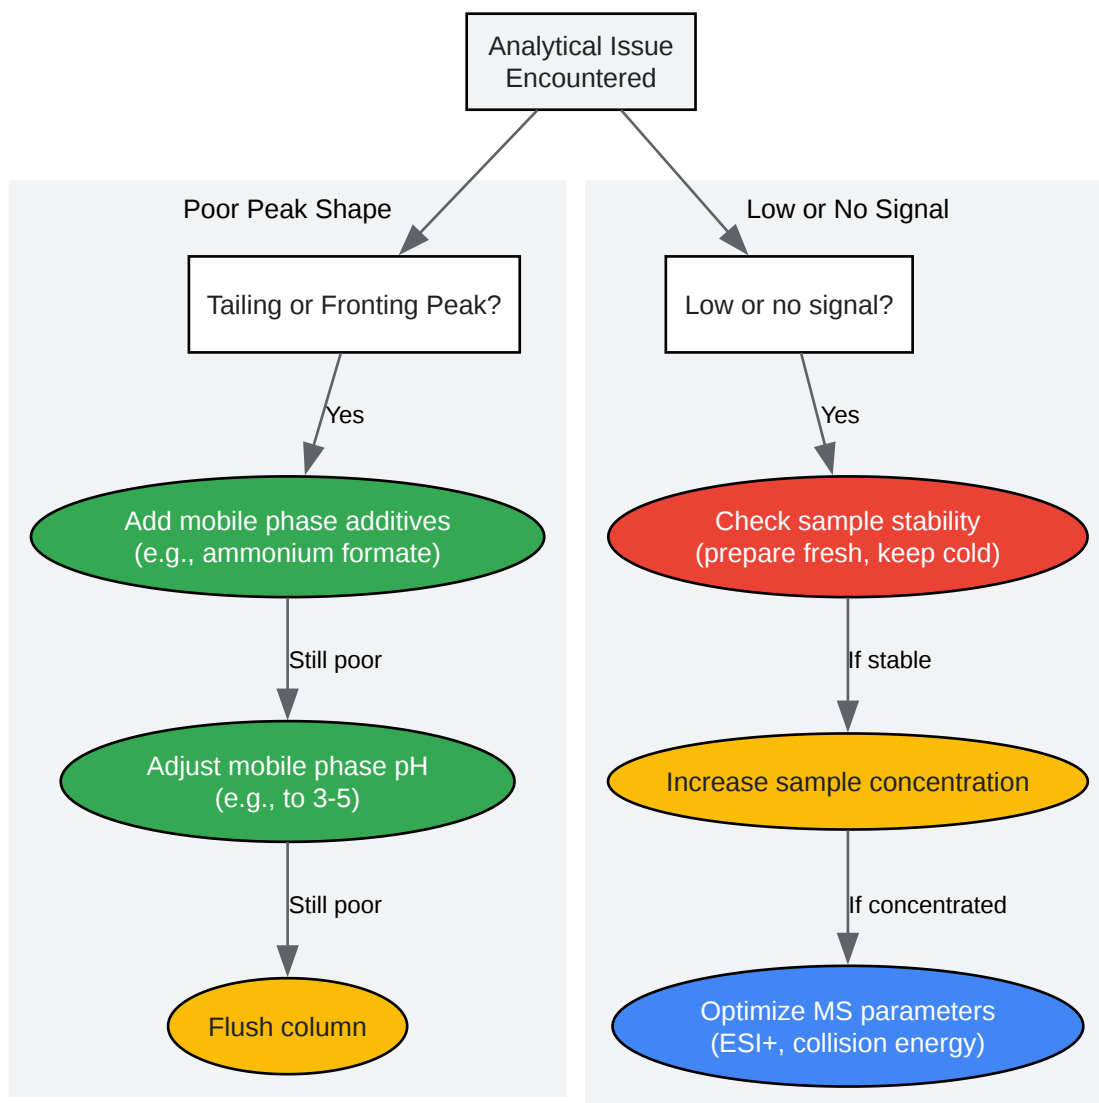 Analytical Issue
Encountered
Poor Peak Shape
Tailing or Fronting Peak?
Yes
Add mobile phase additives
(e.g., ammonium formate)
Still poor
Adjust mobile phase pH
(e.g., to 3-5)
Still poor
Flush column
Low or No Signal
Low or no signal?
Yes
Check sample stability
(prepare fresh, keep cold)
If stable
Increase sample concentration
If concentrated
Optimize MS parameters
(ESI+, collision energy)